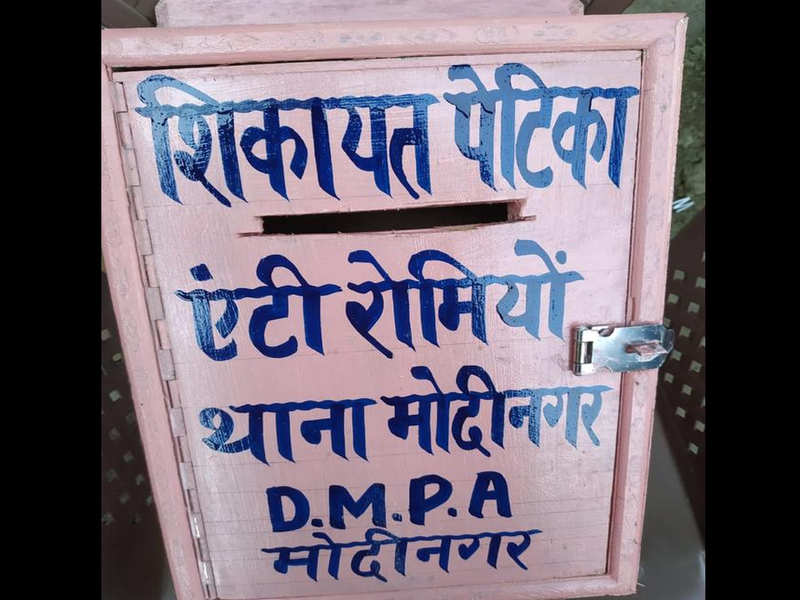 शिकायत पेटिका
एंटी रोमियों
थाना मोदीनगर
D.M.P.A
मोदीनगर